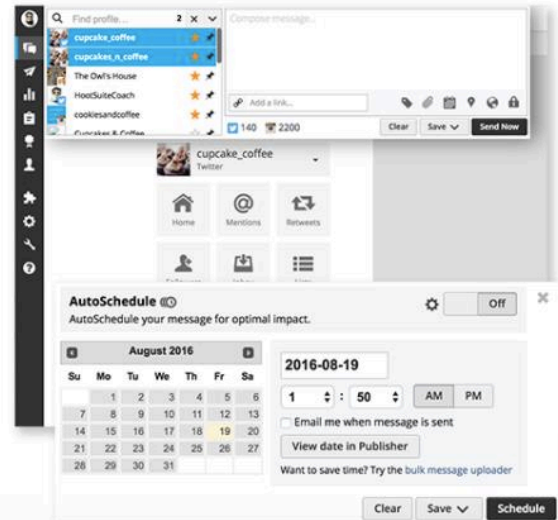 Find profile... 2
Compose message...
cupcake_coffee
cupcakes_n_coffee
The Owl's House
HootSuiteCoach
cookiesandcoffee
Cupcakes & Coffee
Add a link...
140 2200
Clear Save Send Now
cupcake_coffee
Twitter
Home Mentions Retweets
AutoSchedule
AutoSchedule your message for optimal impact.
Off
August 2016
Su Mo Tu We Th Fr Sa
1 2 3 4 5 6
7 8 9 10 11 12 13
14 15 16 17 18 19 20
21 22 23 24 25 26 27
28 29 30 31
2016-08-19
1 : 50 AM PM
Email me when message is sent
View date in Publisher
Want to save time? Try the bulk message uploader
Clear Save Schedule